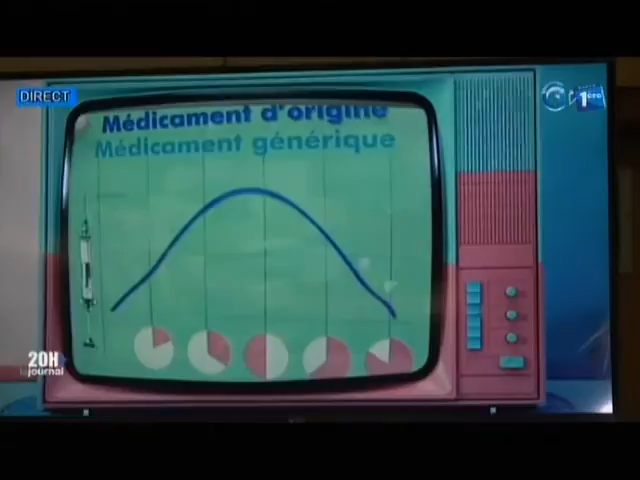 DIRECT
Médicament d'origine
Médicament générique
1ère
20H
le journal